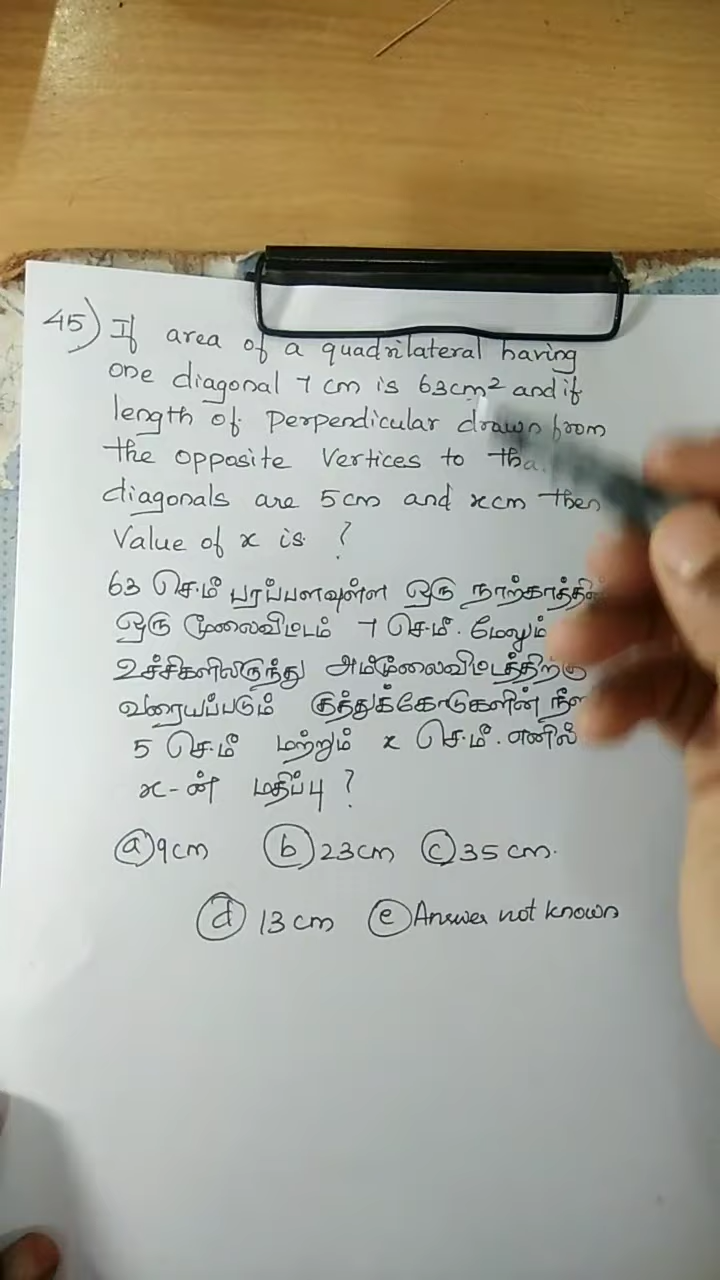 45) If area of a quadrilateral having
one diagonal 7 cm is 63cm² and if
length of perpendicular drawn from
the opposite vertices to
diagonals are 5cm and x cm then
Value of x is ?
63 செ.மீ பரப்பளவுள்ள ஒரு
ஒரு மூலைவிட்டம் 7 செ.மீ. மேலும்
உச்சிகளிலிருந்து அம்மூலைவிட்டத்திற்கு
வரையப்படும் குத்துக்கோடுகளின்
5 செ.மீ மற்றும் x செ.மீ. எனில்
x-ன் மதிப்பு ?
(a) 9cm (b) 23cm (c) 35 cm.
(d) 13 cm (e) Answer not known